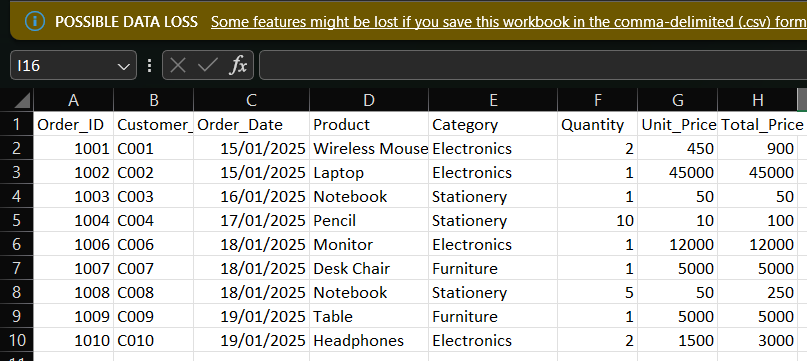 POSSIBLE DATA LOSS Some features might be lost if you save this workbook in the comma-delimited (.csv) form
I16 fx
A B C D E F G H
1 Order_ID Customer_ Order_Date Product Category Quantity Unit_Price Total_Price
2 1001 C001 15/01/2025 Wireless Mouse Electronics 2 450 900
3 1002 C002 15/01/2025 Laptop Electronics 1 45000 45000
4 1003 C003 16/01/2025 Notebook Stationery 1 50 50
5 1004 C004 17/01/2025 Pencil Stationery 10 10 100
6 1006 C006 18/01/2025 Monitor Electronics 1 12000 12000
7 1007 C007 18/01/2025 Desk Chair Furniture 1 5000 5000
8 1008 C008 18/01/2025 Notebook Stationery 5 50 250
9 1009 C009 19/01/2025 Table Furniture 1 5000 5000
10 1010 C010 19/01/2025 Headphones Electronics 2 1500 3000